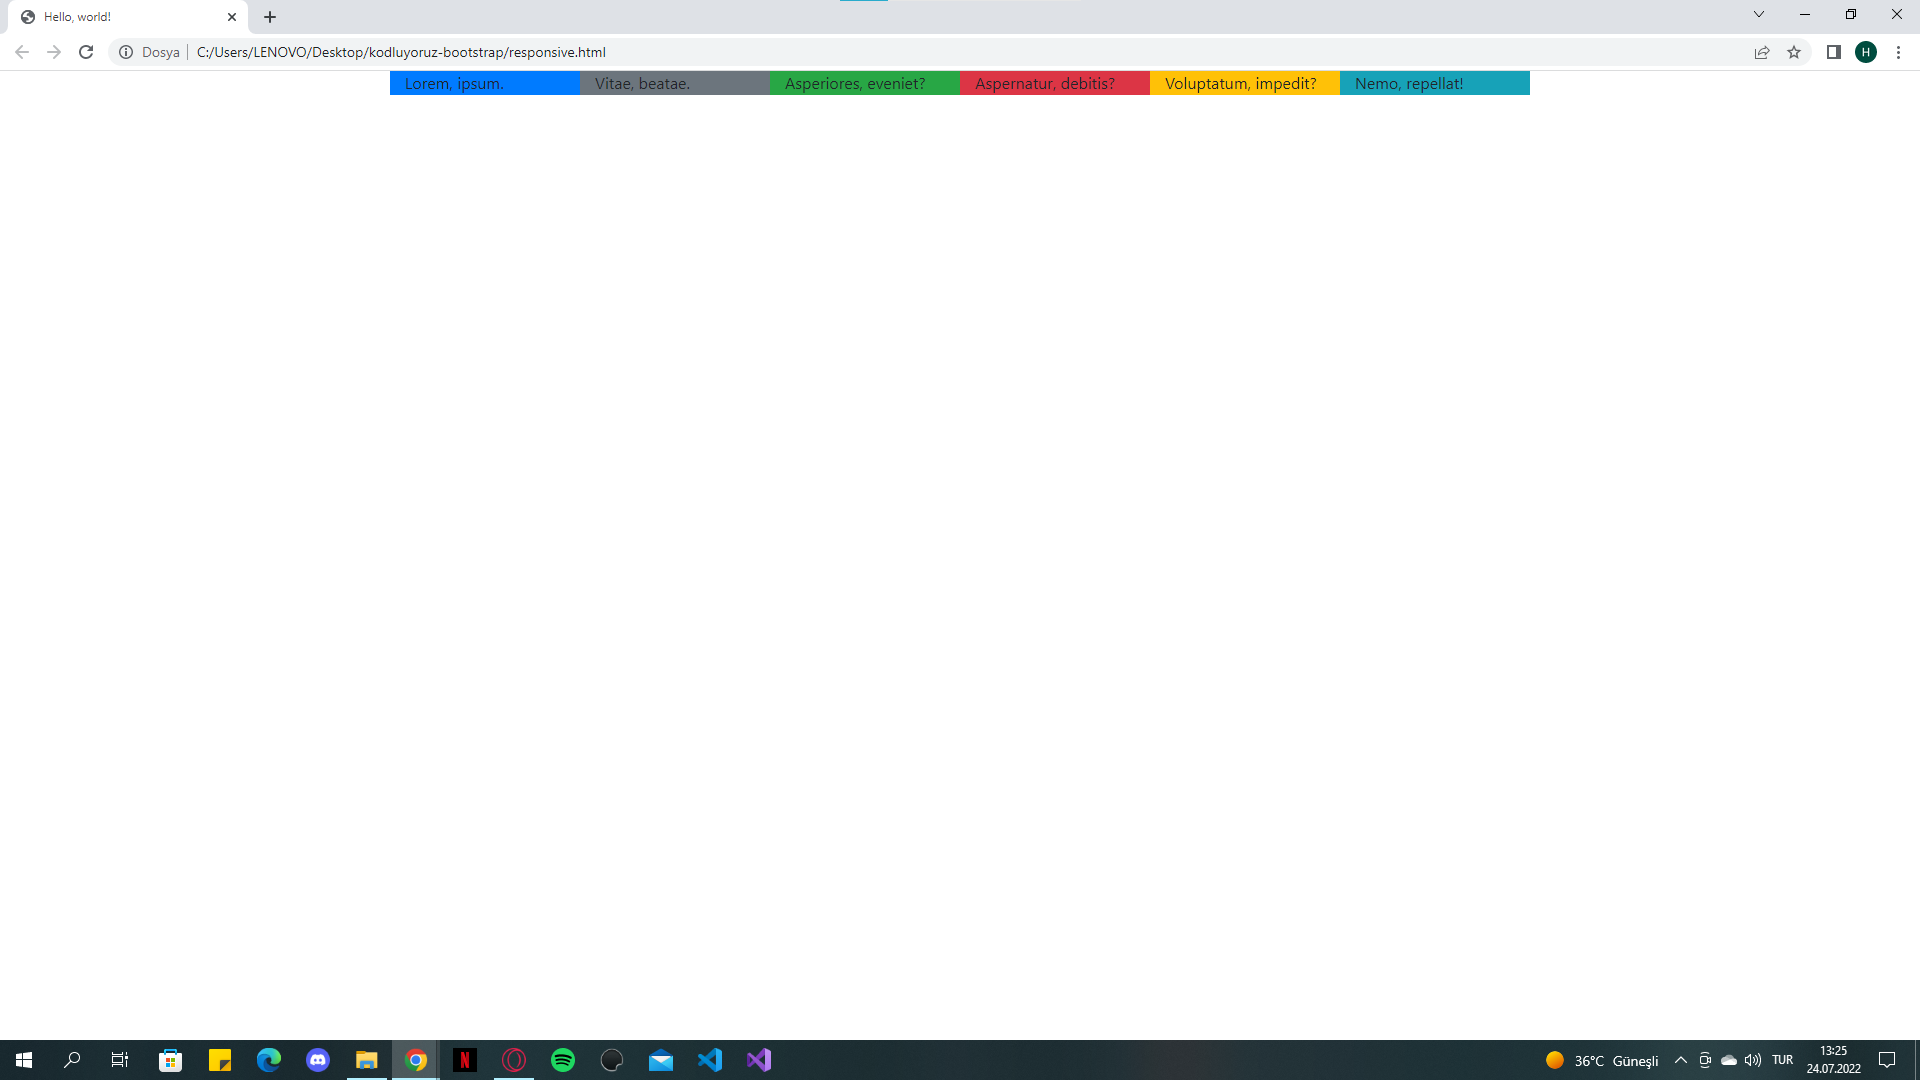 Hello, world!
Dosya C:/Users/LENOVO/Desktop/kodluyoruz-bootstrap/responsive.html
H
Lorem, ipsum. Vitae, beatae. Asperiores, eveniet? Aspernatur, debitis? Voluptatum, impedit? Nemo, repellat!
N
36°C Güneşli TUR 13:25
24.07.2022